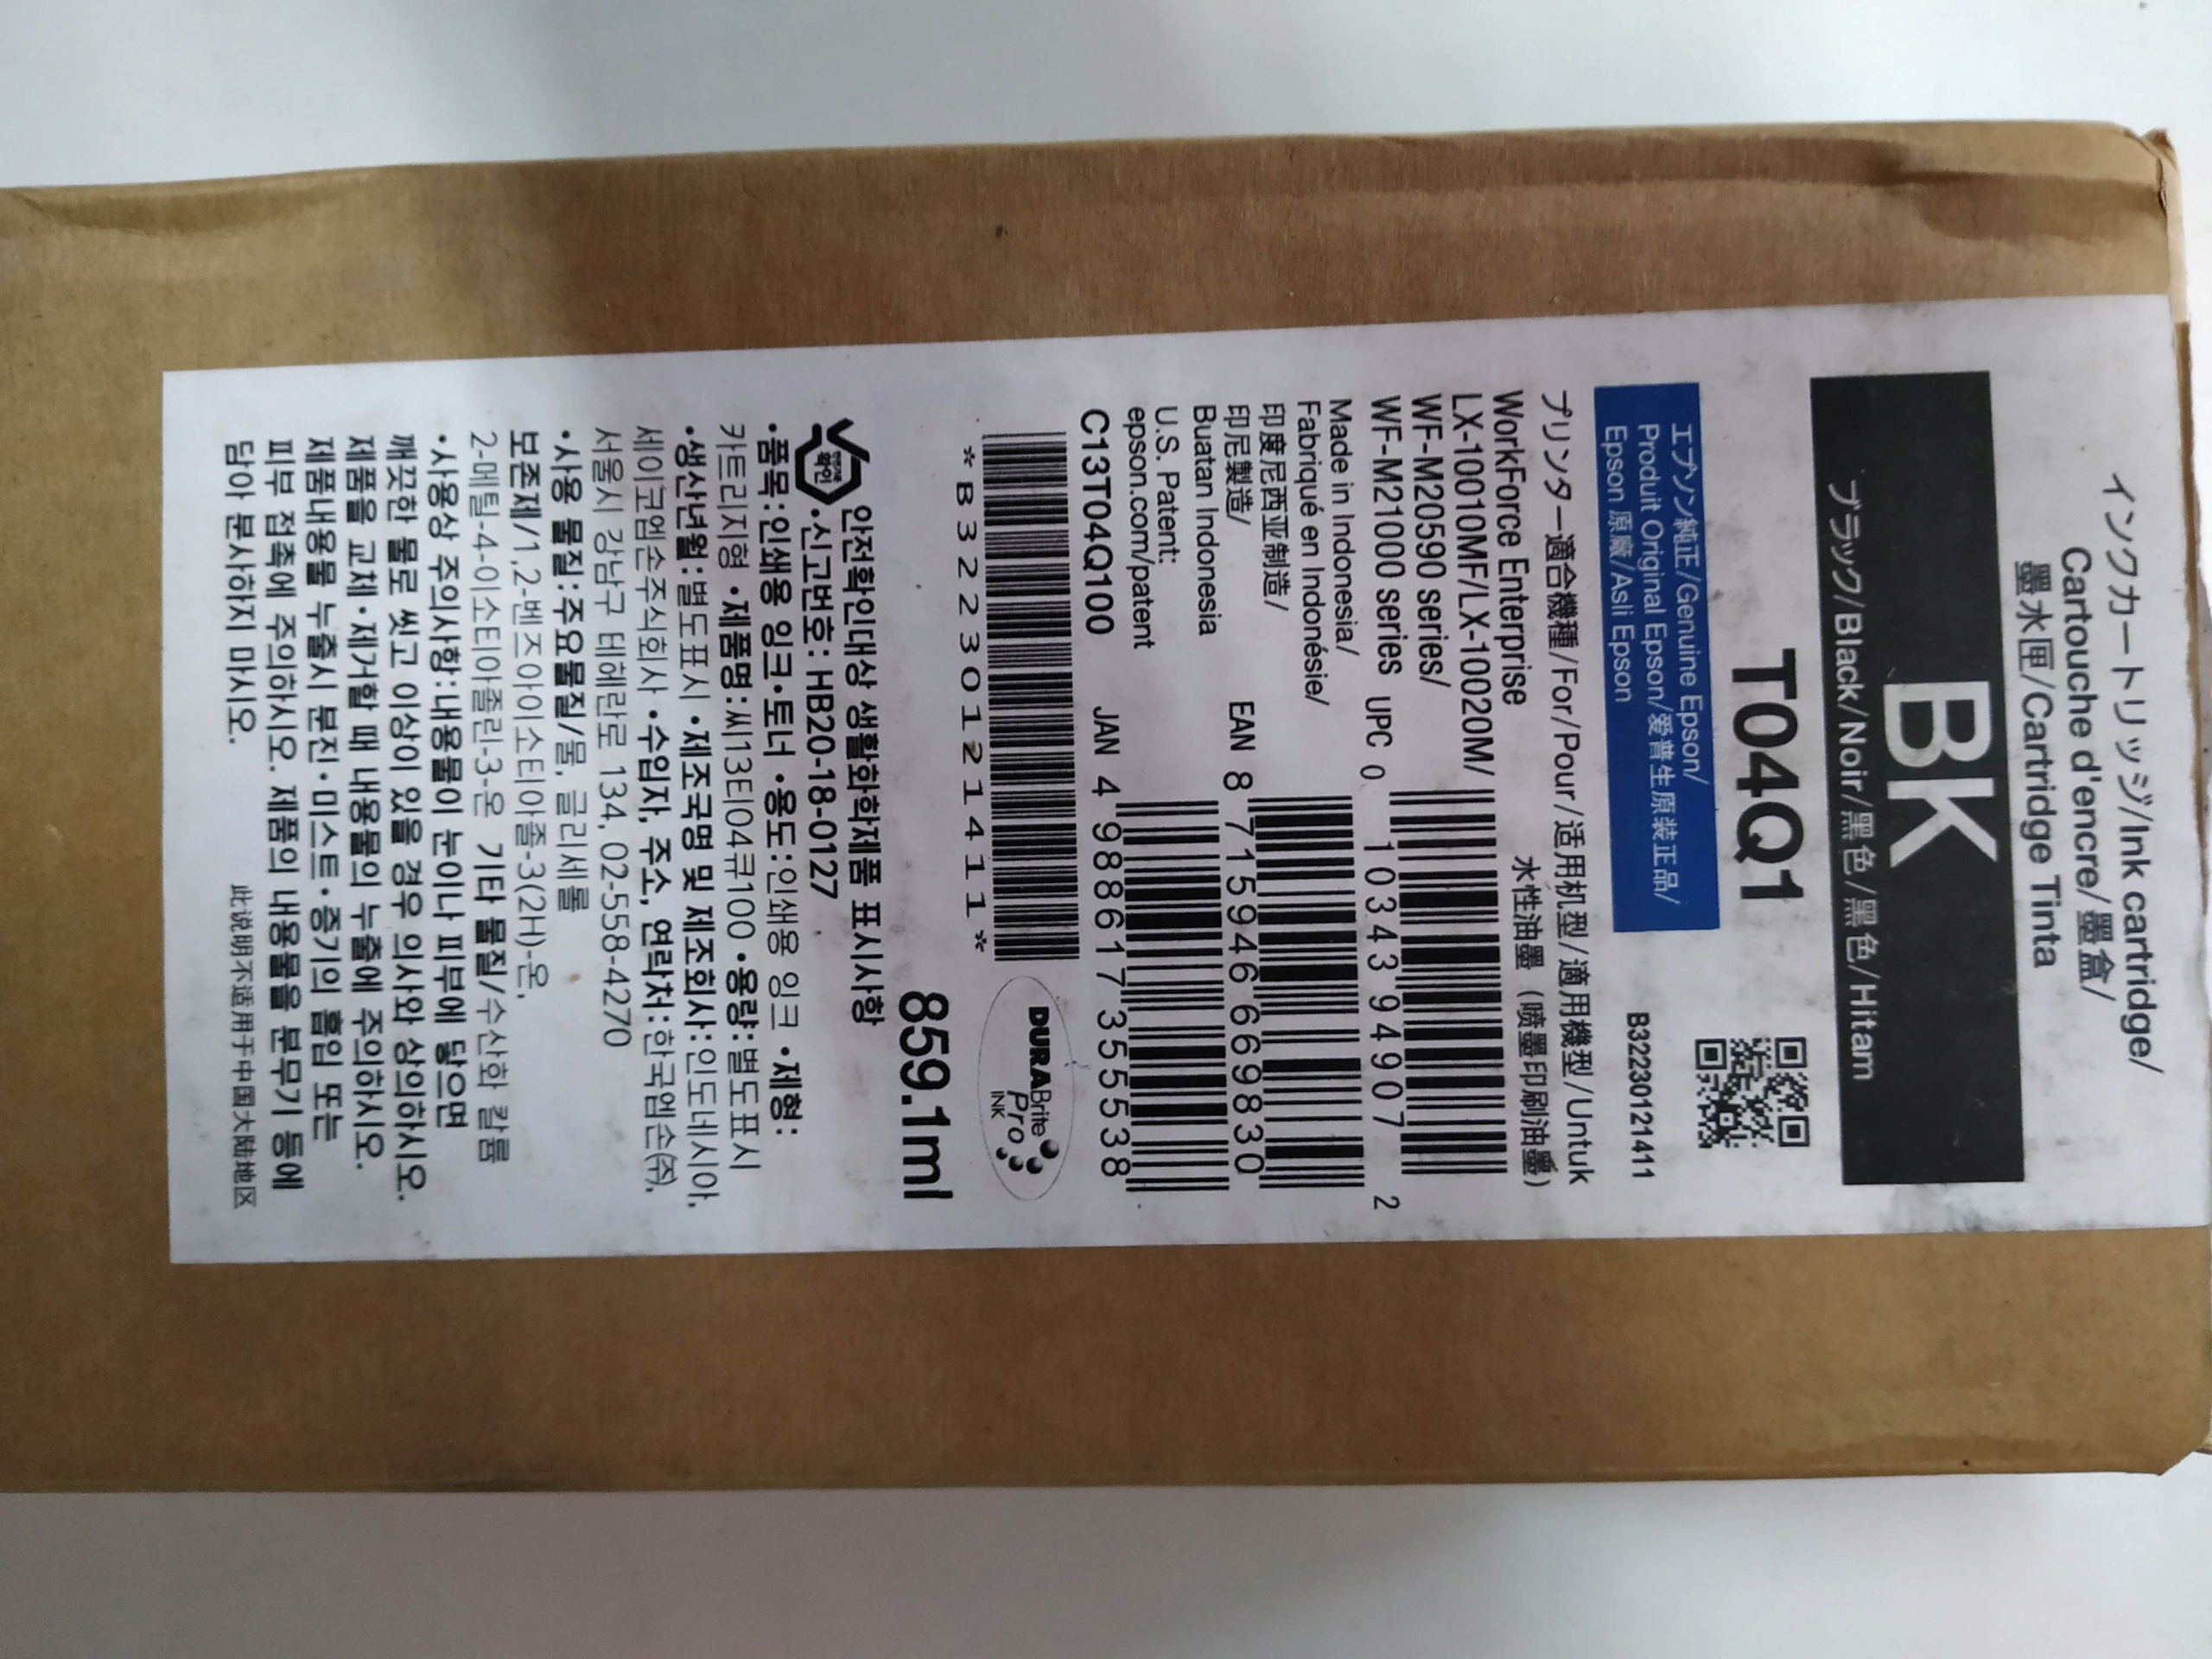 インクカートリッジ/Ink cartridge/
Cartouche d'encre/墨盒/
墨水匣/Cartridge Tinta
BK
ブラック/Black/Noir/黑色/黑色/Hitam
T04Q1
エプソン純正/Genuine Epson/
Produit Original Epson/爱普生原装正品/
Epson 原廠/Asli Epson
B32230121411
プリンター適合機種/For/Pour/适用机型/適用機型/Untuk
WorkForce Enterprise
水性油墨（喷墨印刷油墨）
LX-10010MF/LX-10020M/
WF-M20590 series/
WF-M21000 series
UPC 0 10343 94907 2
Made in Indonesia/
Fabriqué en Indonésie/
印度尼西亚制造/
印尼製造/
Buatan Indonesia
EAN 8 715946 669830
U.S. Patent:
epson.com/patent
C13T04Q100
JAN 4 988617 355538
*B32230121411*
DURABrite
Pro
INK
859.1ml
안전확인대상 생활화학제품 표시사항
확인
•신고번호: HB20-18-0127
•품목:인쇄용 잉크•토너 •용도:인쇄용 잉크 •제형:
카트리지형 •제품명:씨13티04큐100 •용량:별도표시
•생산년월:별도표시 •제조국명 및 제조회사:인도네시아,
세이코엡손주식회사 •수입자, 주소, 연락처:한국엡손(주),
서울시 강남구 테헤란로 134, 02-558-4270
•사용 물질:주요물질/물, 글리세롤
보존제/1,2-벤즈아이소티아졸-3(2H)-온,
2-메틸-4-이소티아졸린-3-온 기타 물질/수산화 칼륨
•사용상 주의사항:내용물이 눈이나 피부에 닿으면
깨끗한 물로 씻고 이상이 있을 경우 의사와 상의하시오.
제품을 교체•제거할 때 내용물의 누출에 주의하시오.
제품내용물 누출시 분진•미스트•증기의 흡입 또는
피부 접촉에 주의하시오. 제품의 내용물을 분무기 등에
담아 분사하지 마시오.
此说明不适用于中国大陆地区